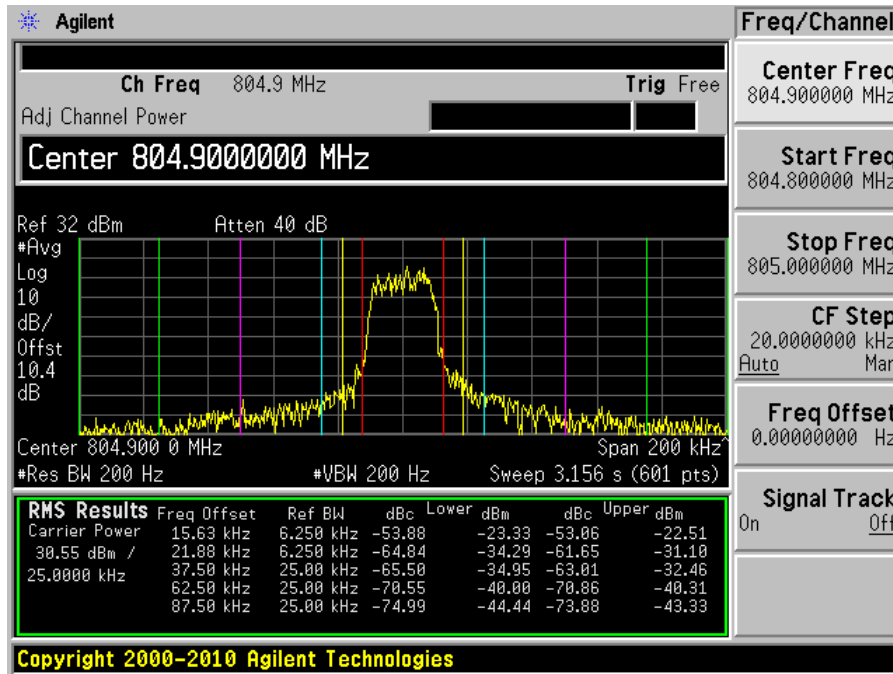 Agilent
Freq/Channel
Ch Freq 804.9 MHz Trig Free
Adj Channel Power
Center 804.9000000 MHz
Ref 32 dBm Atten 40 dB
#Avg
Log
10
dB/
Offst
10.4
dB
Center 804.900 0 MHz Span 200 kHz^
#Res BW 200 Hz #VBW 200 Hz Sweep 3.156 s (601 pts)
RMS Results Freq Offset Ref BW dBc Lower dBm dBc Upper dBm
Carrier Power 15.63 kHz 6.250 kHz -53.88 -23.33 -53.06 -22.51
30.55 dBm / 21.88 kHz 6.250 kHz -64.84 -34.29 -61.65 -31.10
25.0000 kHz 37.50 kHz 25.00 kHz -65.50 -34.95 -63.01 -32.46
62.50 kHz 25.00 kHz -70.55 -40.00 -70.86 -40.31
87.50 kHz 25.00 kHz -74.99 -44.44 -73.88 -43.33
Center Freq
804.900000 MHz
Start Freq
804.800000 MHz
Stop Freq
805.000000 MHz
CF Step
20.0000000 kHz
Auto Man
Freq Offset
0.00000000 Hz
Signal Track
On Off
Copyright 2000-2010 Agilent Technologies